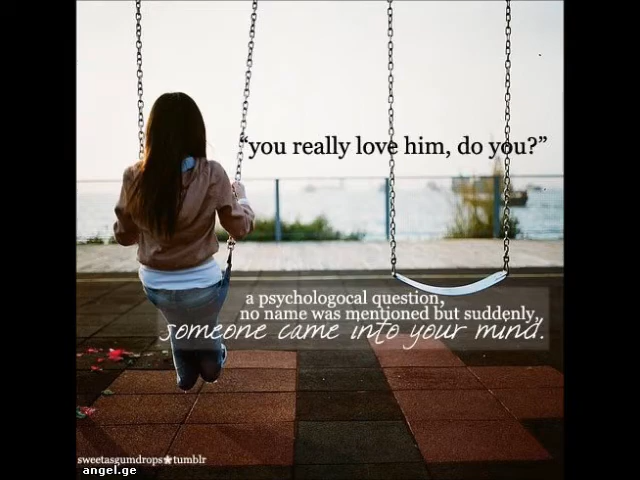 “you really love him, do you?”
a psychologocal question,
no name was mentioned but suddenly,
someone came into your mind.
sweetasgumdrops★tumblr
angel.ge